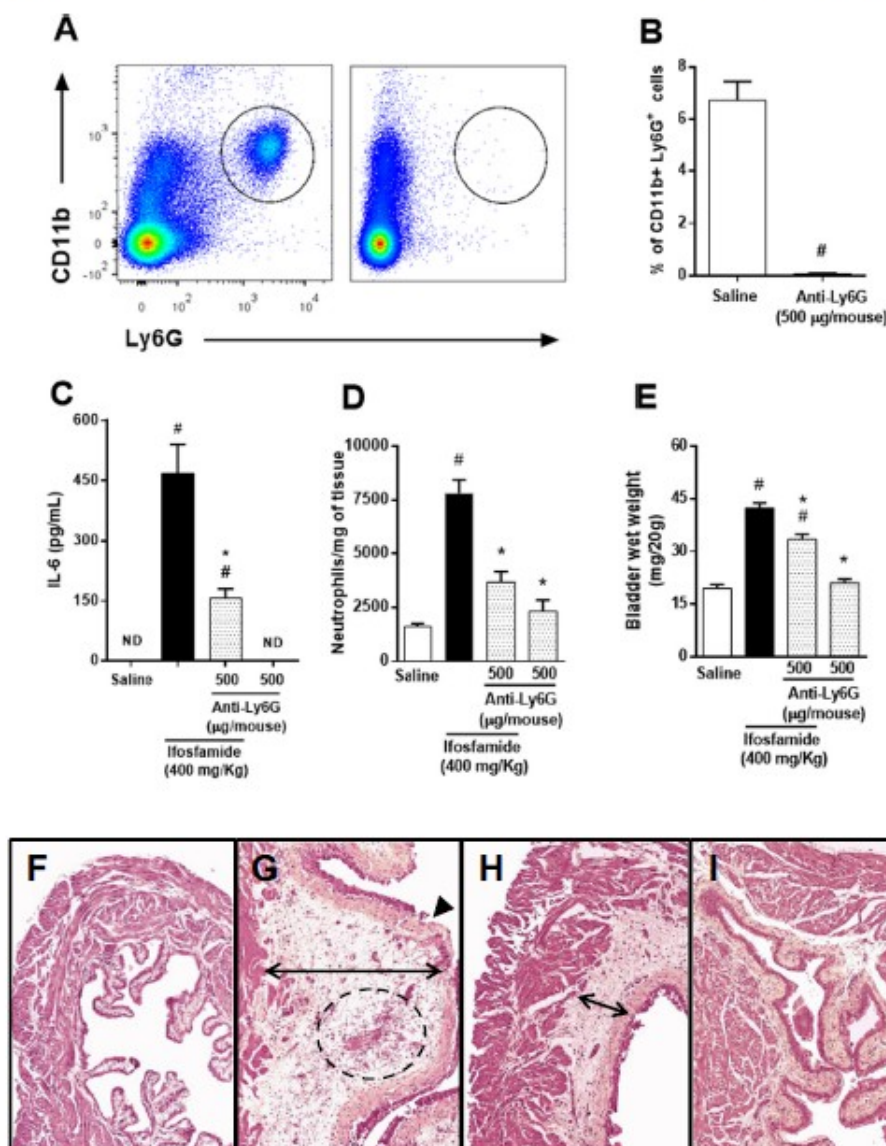 A
B
CD11b
10^3
10^2
0
-10^2
0 10^2 10^3 10^4
Ly6G
% of CD11b+ Ly6G+ cells
8
6
4
2
0
#
Saline
Anti-Ly6G
(500 µg/mouse)
C
D
E
IL-6 (pg/mL)
600
450
300
150
0
#
*
#
ND
ND
Saline
500 500
Anti-Ly6G
(µg/mouse)
Ifosfamide
(400 mg/Kg)
Neutrophils/mg of tissue
10000
7500
5000
2500
0
#
*
*
Saline
500 500
Anti-Ly6G
(µg/mouse)
Ifosfamide
(400 mg/Kg)
Bladder wet weight
(mg/20g)
60
45
30
15
0
#
*
#
*
Saline
500 500
Anti-Ly6G
(µg/mouse)
Ifosfamide
(400 mg/Kg)
F
G
H
I